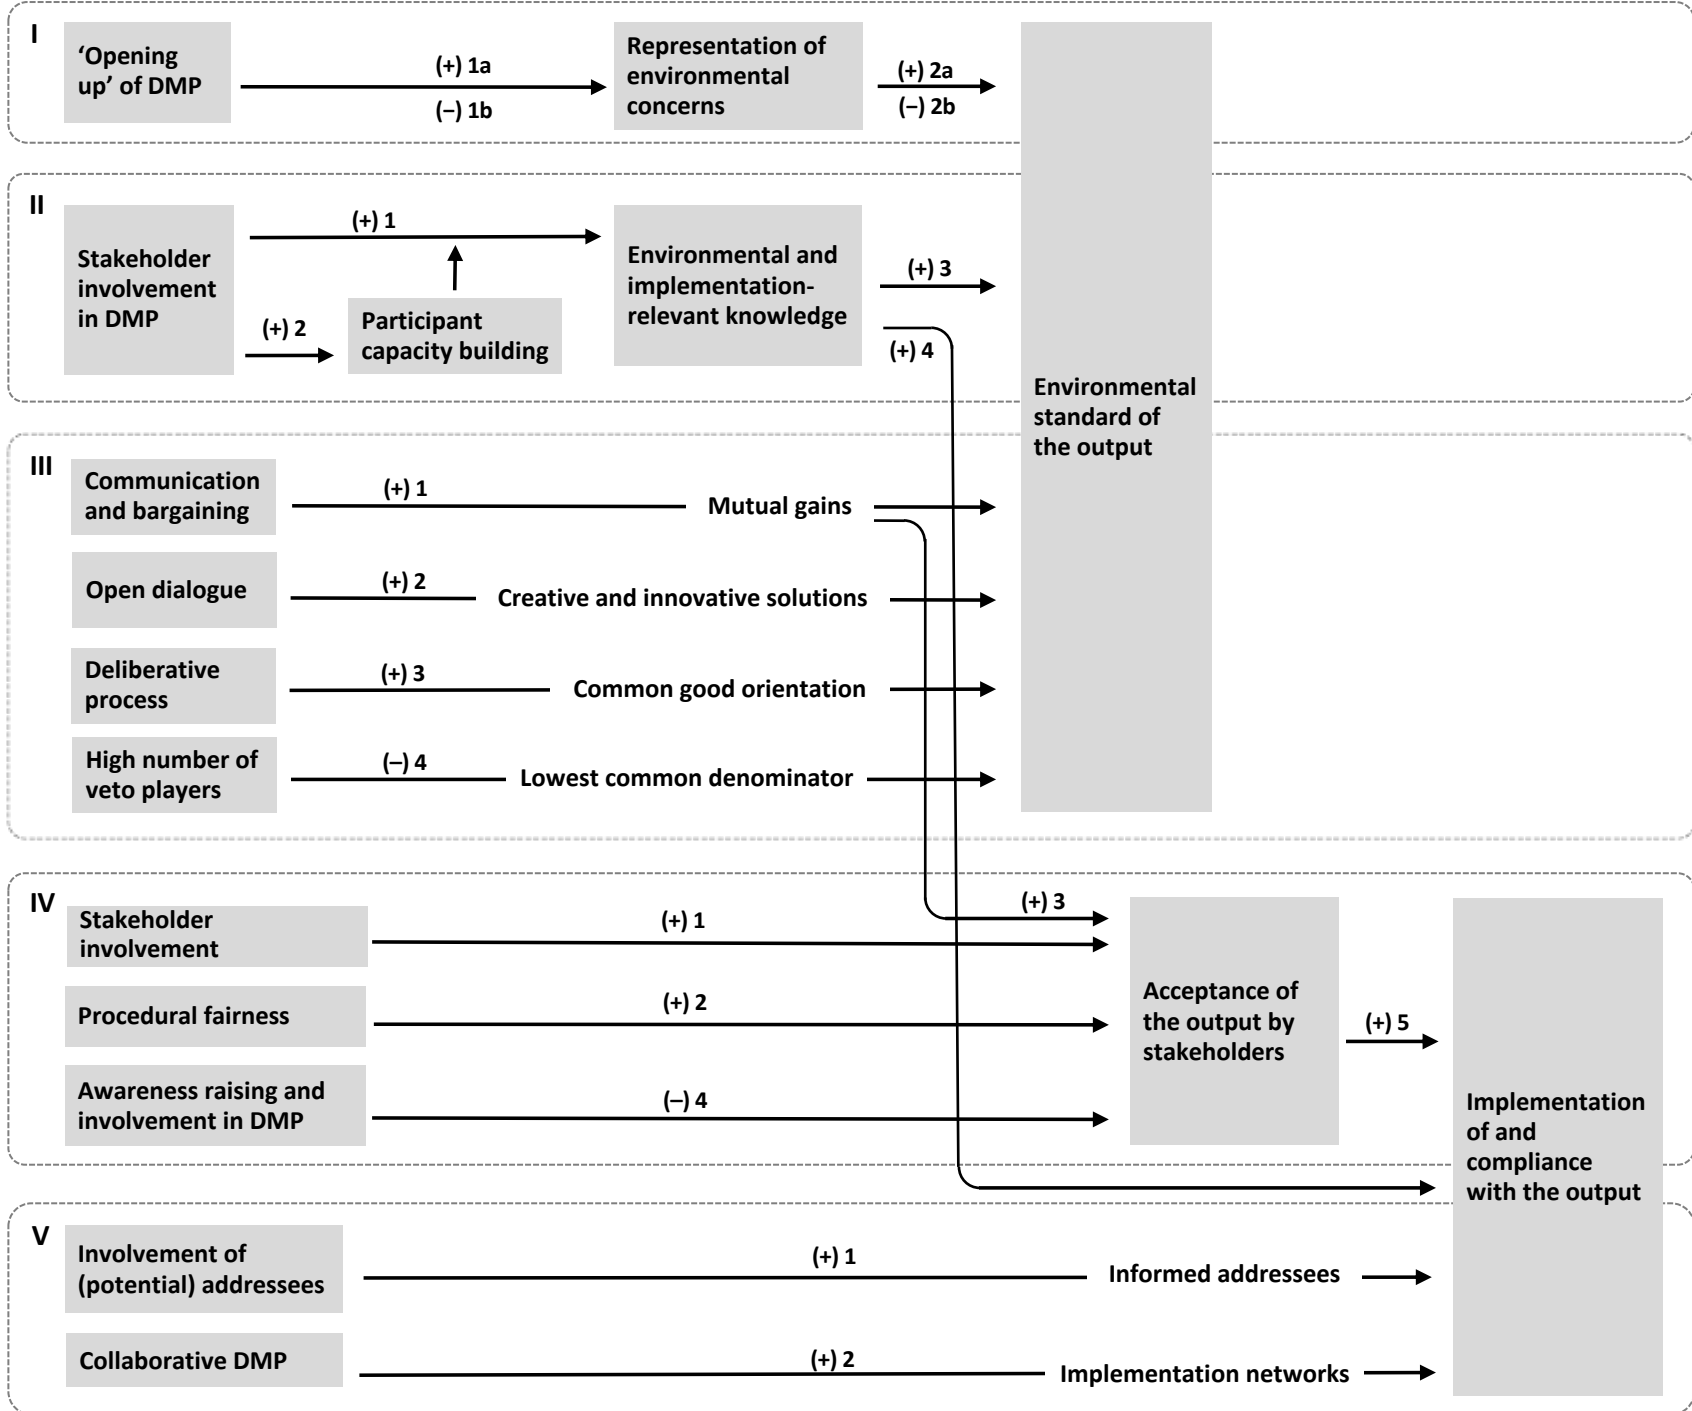 I
‘Opening
up’ of DMP
(+) 1a
(−) 1b
Representation of
environmental
concerns
(+) 2a
(−) 2b
II
Stakeholder
involvement
in DMP
(+) 1
(+) 2
Participant
capacity building
Environmental and
implementation-
relevant knowledge
(+) 3
(+) 4
Environmental
standard of
the output
III
Communication
and bargaining
(+) 1
Mutual gains
Open dialogue
(+) 2
Creative and innovative solutions
Deliberative
process
(+) 3
Common good orientation
High number of
veto players
(−) 4
Lowest common denominator
IV
Stakeholder
involvement
(+) 1
(+) 3
Procedural fairness
(+) 2
Awareness raising and
involvement in DMP
(−) 4
Acceptance of
the output by
stakeholders
(+) 5
Implementation
of and
compliance
with the output
V
Involvement of
(potential) addressees
(+) 1
Informed addressees
Collaborative DMP
(+) 2
Implementation networks